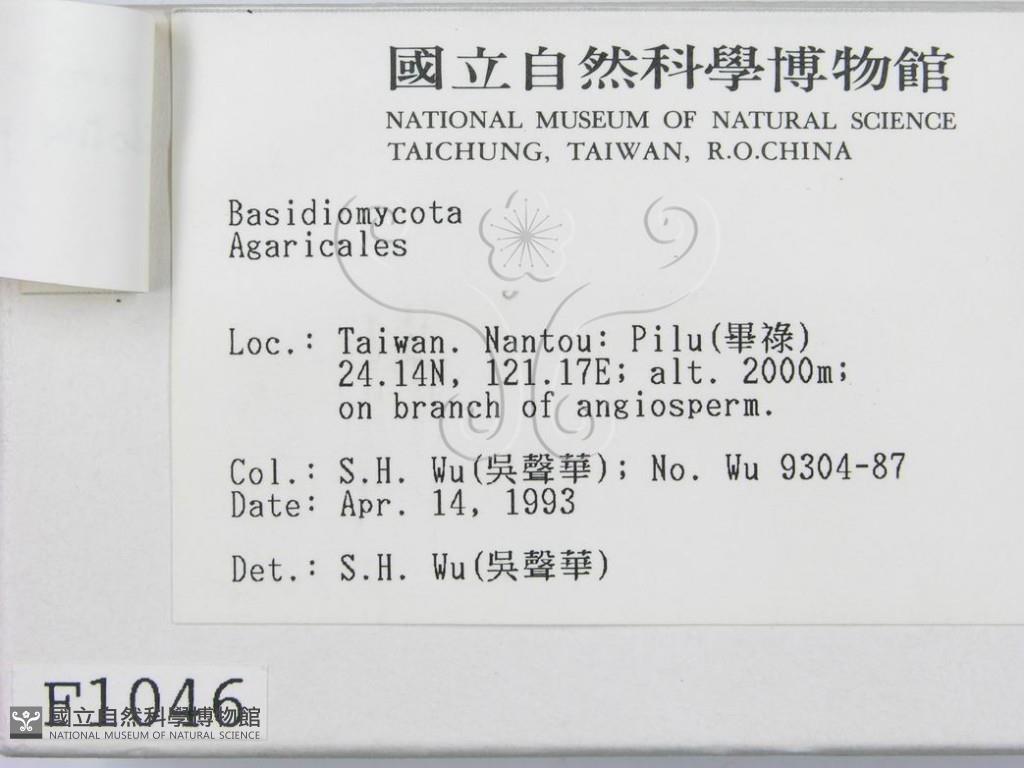 國立自然科學博物館
NATIONAL MUSEUM OF NATURAL SCIENCE
TAICHUNG, TAIWAN, R.O.CHINA
Basidiomycota
Agaricales
Loc.: Taiwan. Nantou: Pilu(畢祿)
24.14N, 121.17E; alt. 2000m;
on branch of angiosperm.
Col.: S.H. Wu(吳聲華); No. Wu 9304-87
Date: Apr. 14, 1993
Det.: S.H. Wu(吳聲華)
F1046
國立自然科學博物館
NATIONAL MUSEUM OF NATURAL SCIENCE